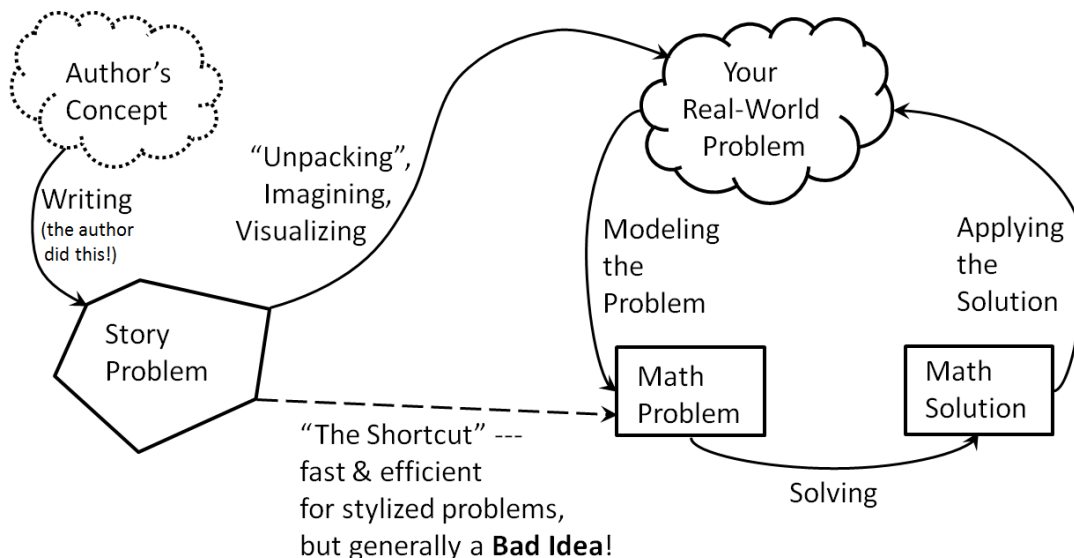 Author’s
Concept
Writing
(the author
did this!)
“Unpacking”,
Imagining,
Visualizing
Your
Real-World
Problem
Modeling
the
Problem
Applying
the
Solution
Story
Problem
Math
Problem
Math
Solution
“The Shortcut” ---
fast & efficient
for stylized problems,
but generally a Bad Idea!
Solving